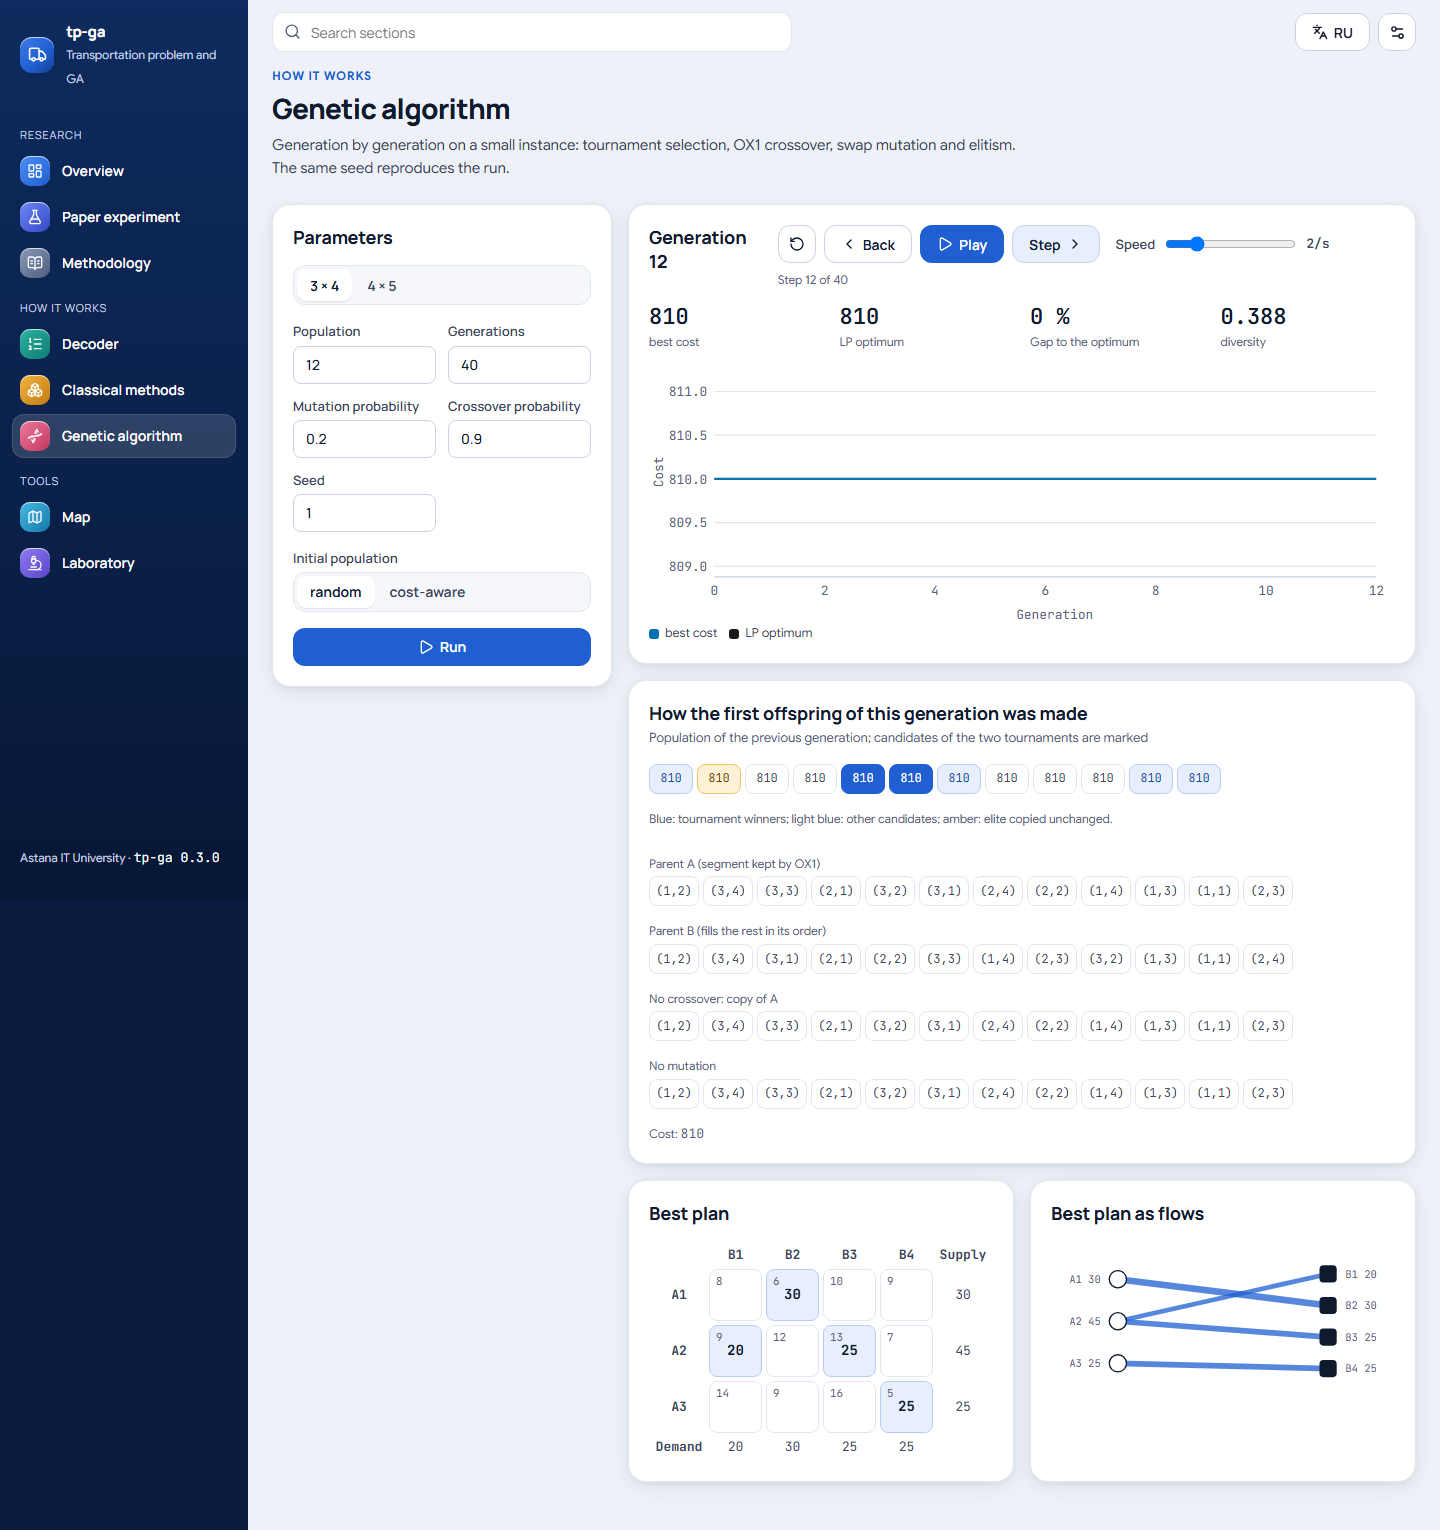 tp-ga
Transportation problem and
GA
RESEARCH
Overview
Paper experiment
Methodology
HOW IT WORKS
Decoder
Classical methods
Genetic algorithm
TOOLS
Map
Laboratory
Astana IT University · tp-ga 0.3.0
Search sections
RU
HOW IT WORKS
Genetic algorithm
Generation by generation on a small instance: tournament selection, OX1 crossover, swap mutation and elitism.
The same seed reproduces the run.
Parameters
3 × 4 4 × 5
Population Generations
12 40
Mutation probability Crossover probability
0.2 0.9
Seed
1
Initial population
random cost-aware
Run
Generation
12
Back Play Step Speed 2/s
Step 12 of 40
810 810 0 % 0.388
best cost LP optimum Gap to the optimum diversity
811.0
810.5
810.0
809.5
809.0
Cost
0 2 4 6 8 10 12
Generation
best cost LP optimum
How the first offspring of this generation was made
Population of the previous generation; candidates of the two tournaments are marked
810 810 810 810 810 810 810 810 810 810 810 810
Blue: tournament winners; light blue: other candidates; amber: elite copied unchanged.
Parent A (segment kept by OX1)
(1,2) (3,4) (3,3) (2,1) (3,2) (3,1) (2,4) (2,2) (1,4) (1,3) (1,1) (2,3)
Parent B (fills the rest in its order)
(1,2) (3,4) (3,1) (2,1) (2,2) (3,3) (1,4) (2,3) (3,2) (1,3) (1,1) (2,4)
No crossover: copy of A
(1,2) (3,4) (3,3) (2,1) (3,2) (3,1) (2,4) (2,2) (1,4) (1,3) (1,1) (2,3)
No mutation
(1,2) (3,4) (3,3) (2,1) (3,2) (3,1) (2,4) (2,2) (1,4) (1,3) (1,1) (2,3)
Cost: 810
Best plan
B1 B2 B3 B4 Supply
8 6 10 9
A1 30 30
9 12 13 7
A2 20 25 45
14 9 16 5
A3 25 25
Demand 20 30 25 25
Best plan as flows
A1 30
A2 45
A3 25
B1 20
B2 30
B3 25
B4 25